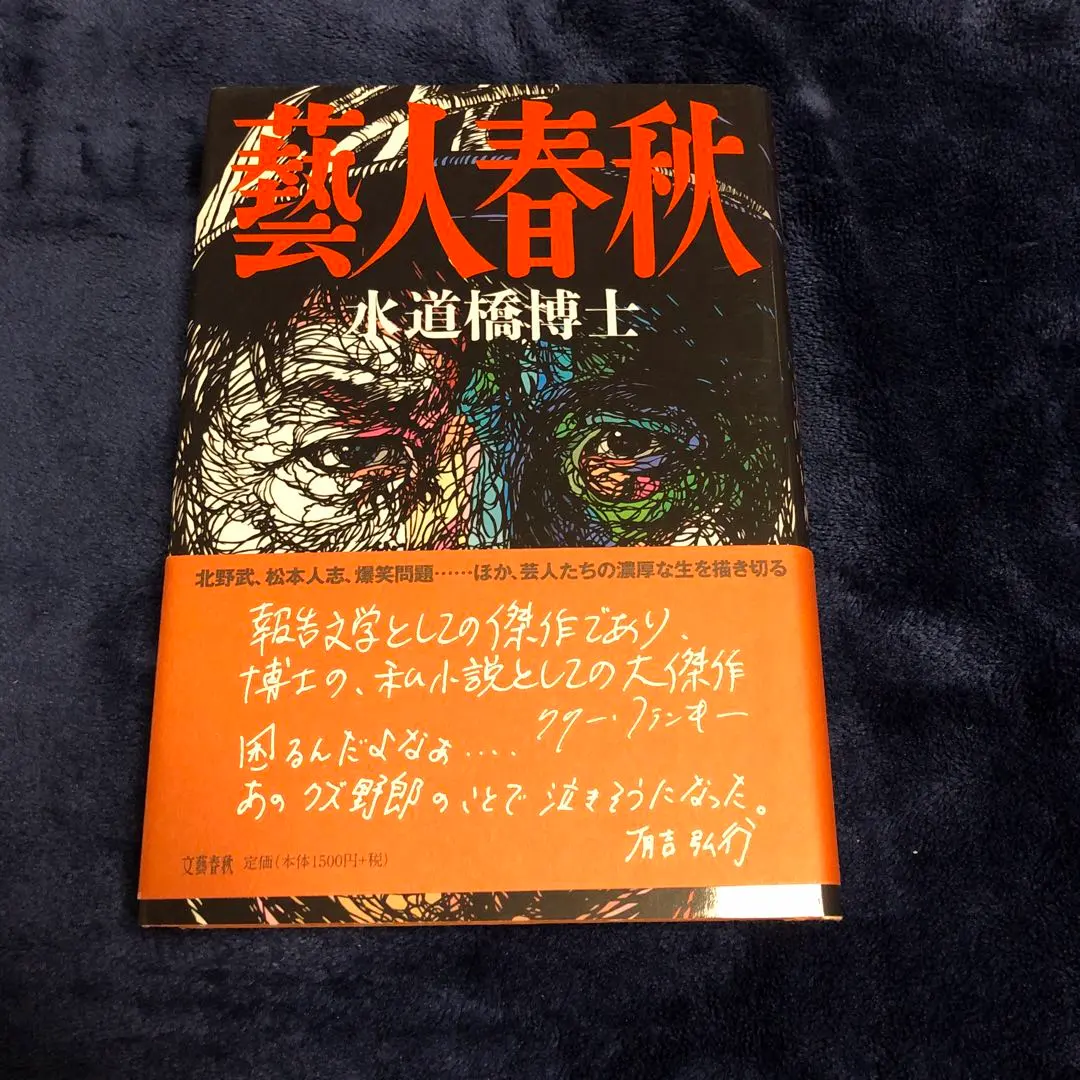 藝人春秋
水道橋博士
北野武、松本人志、爆笑問題……ほか、芸人たちの濃厚な生を描き切る
報告文学としての傑作であり、
博士の、私小説としての大傑作
リリー・フランキー
困るんだよなぁ....
あのクズ野郎のことで泣きそうになった。
有吉弘行
文藝春秋 定価(本体1500円+税)